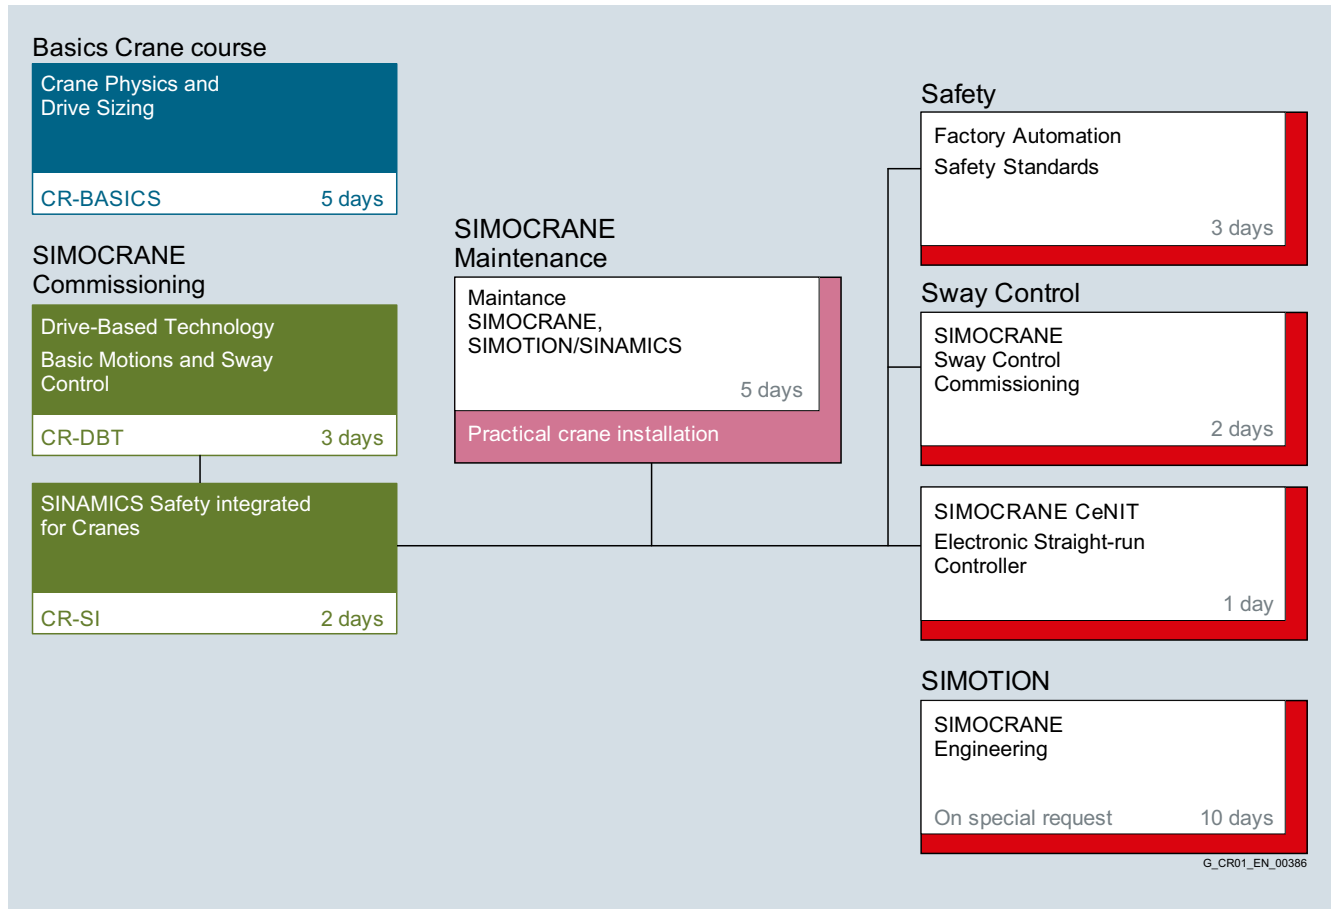 Basics Crane course
Crane Physics and
Drive Sizing
CR-BASICS 5 days
SIMOCRANE
Commissioning
Drive-Based Technology
Basic Motions and Sway
Control
CR-DBT 3 days
SINAMICS Safety integrated
for Cranes
CR-SI 2 days
SIMOCRANE
Maintenance
Maintance
SIMOCRANE,
SIMOTION/SINAMICS
5 days
Practical crane installation
Safety
Factory Automation
Safety Standards
3 days
Sway Control
SIMOCRANE
Sway Control
Commissioning
2 days
SIMOCRANE CeNIT
Electronic Straight-run
Controller
1 day
SIMOTION
SIMOCRANE
Engineering
On special request 10 days
G_CR01_EN_00386